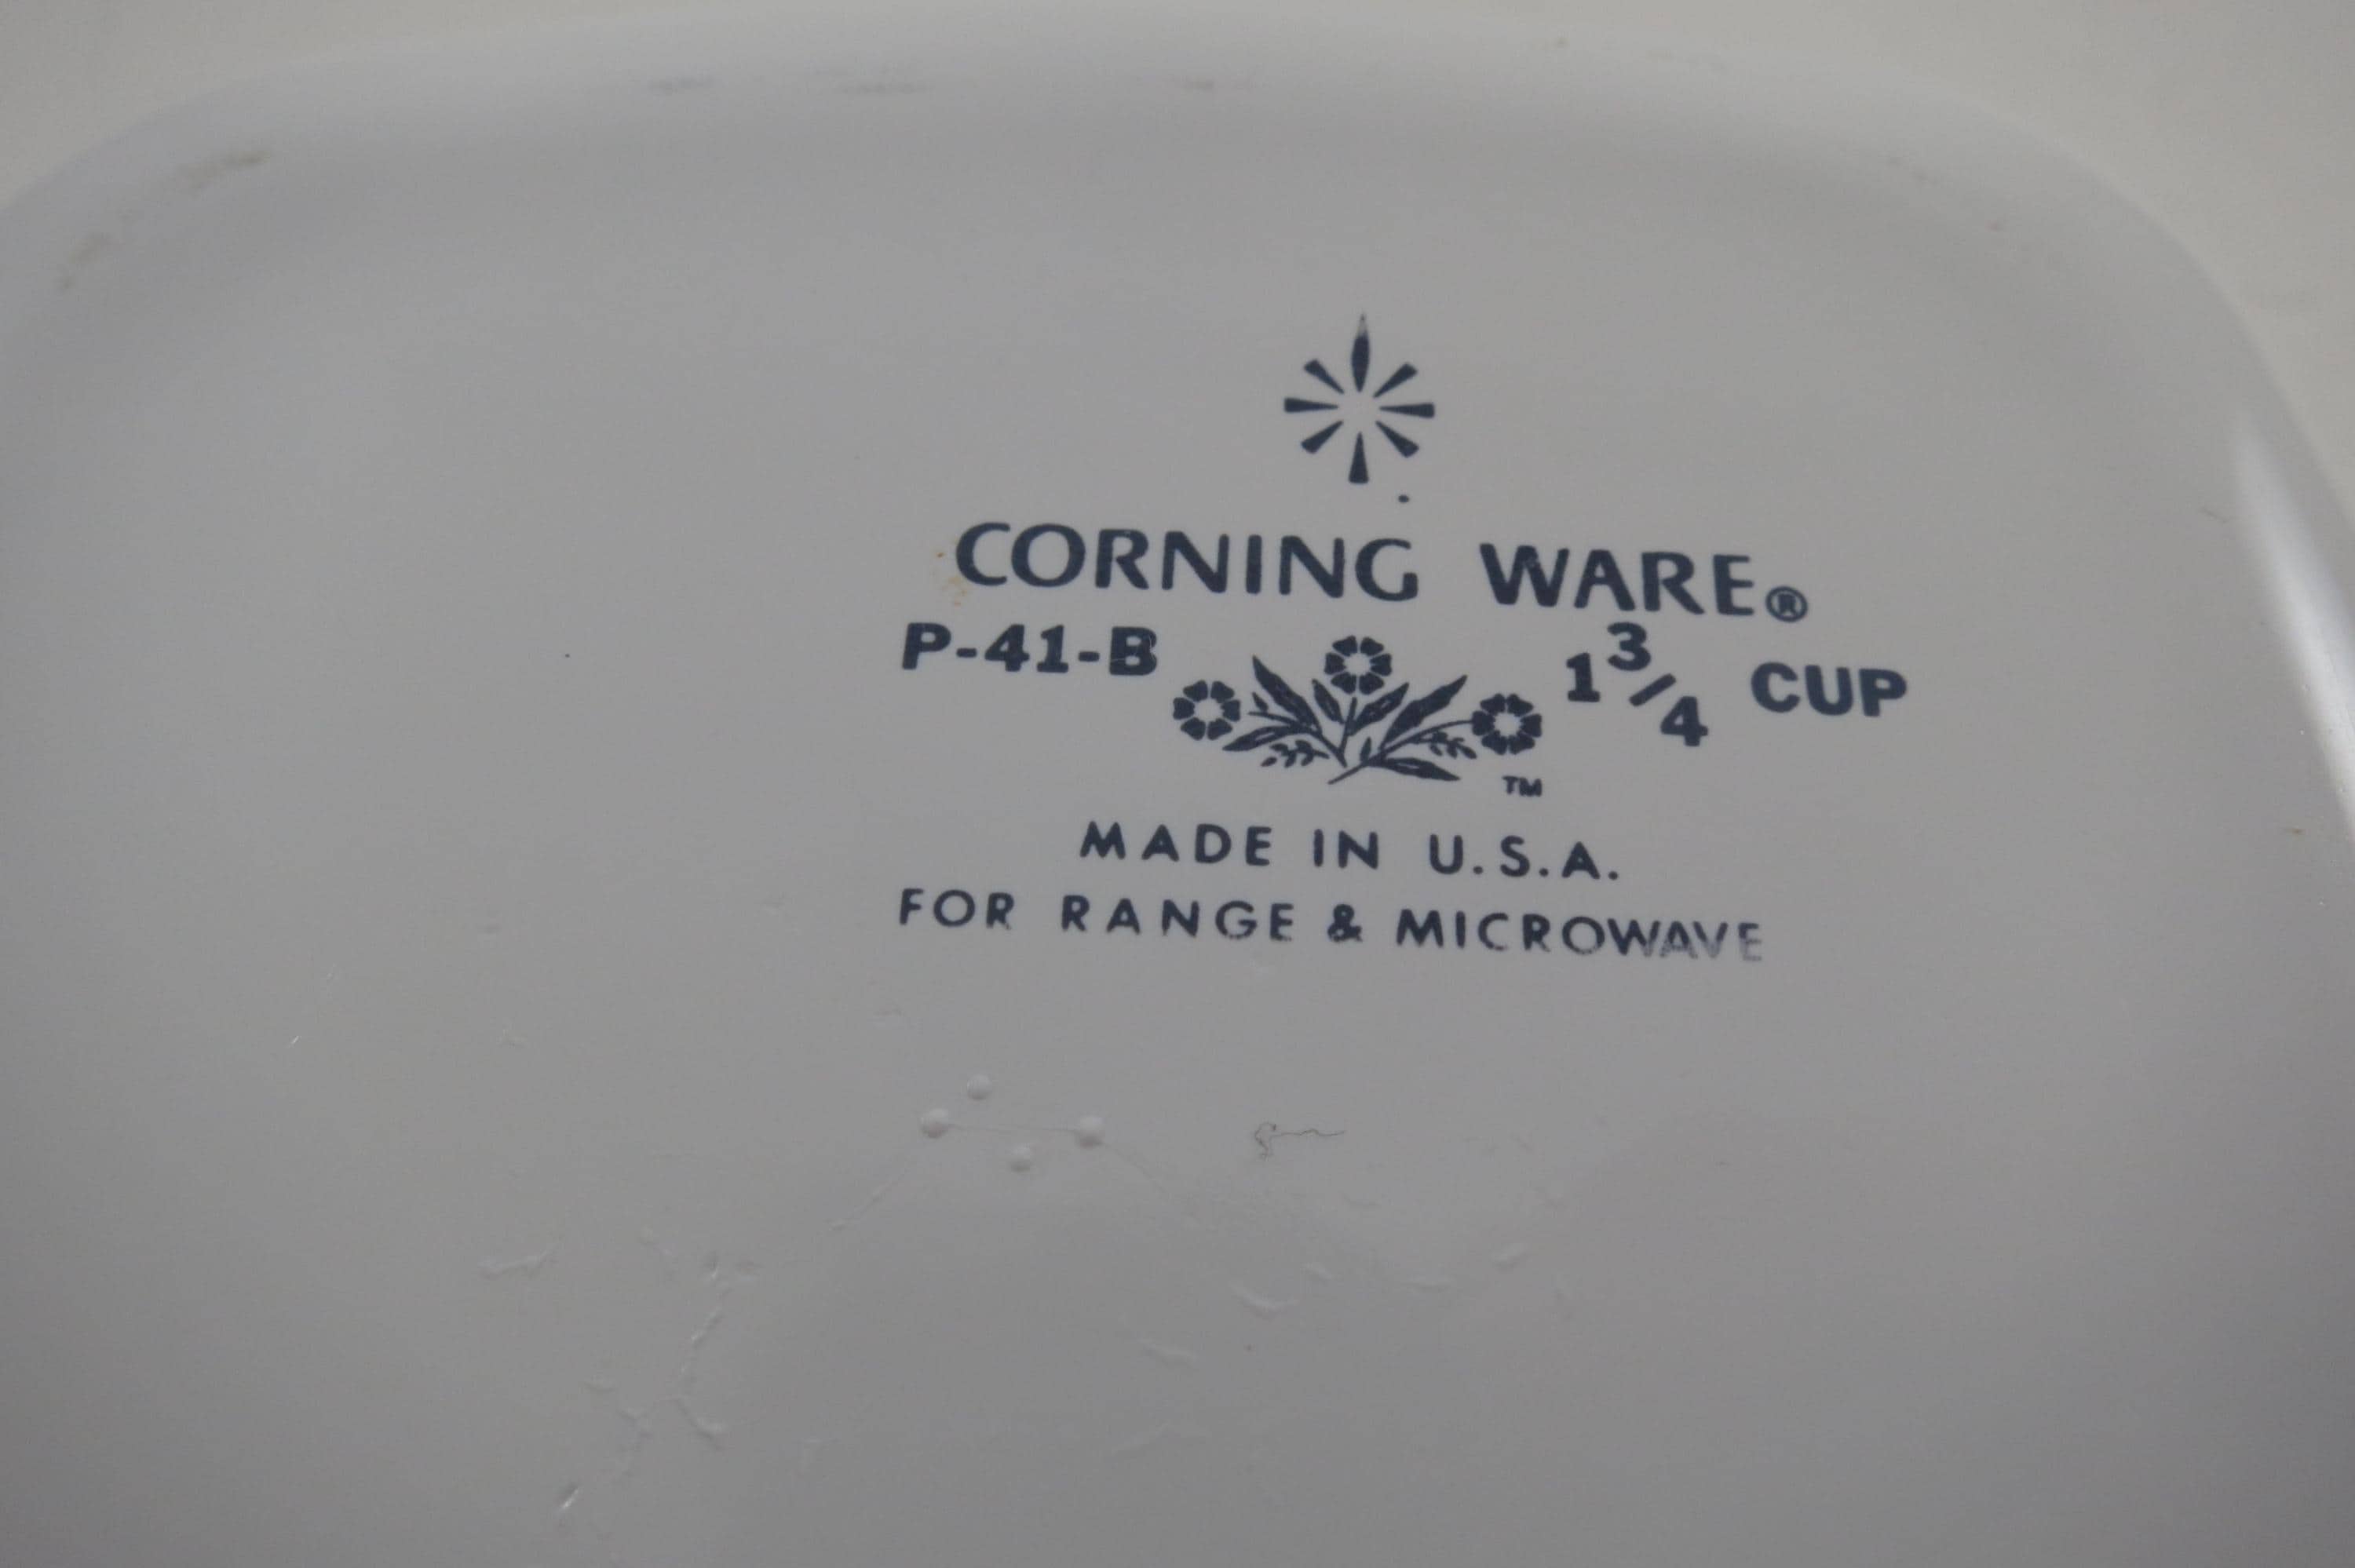 CORNING WARE®
P-41-B 1 3/4 CUP
TM
MADE IN U.S.A.
FOR RANGE & MICROWAVE